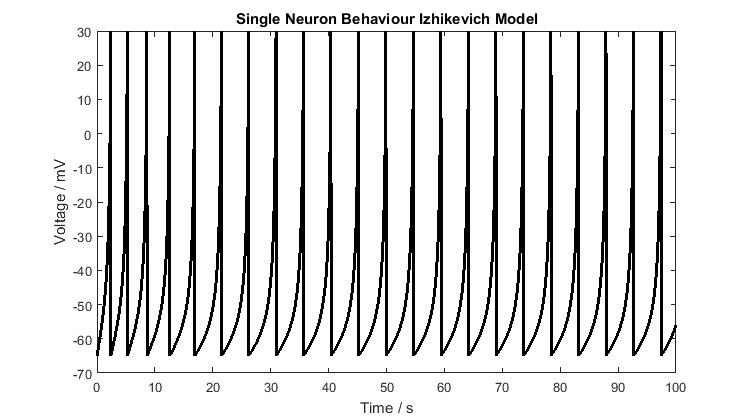 Single Neuron Behaviour Izhikevich Model
30
20
10
0
-10
-20
-30
-40
-50
-60
-70
Voltage / mV
0 10 20 30 40 50 60 70 80 90 100
Time / s